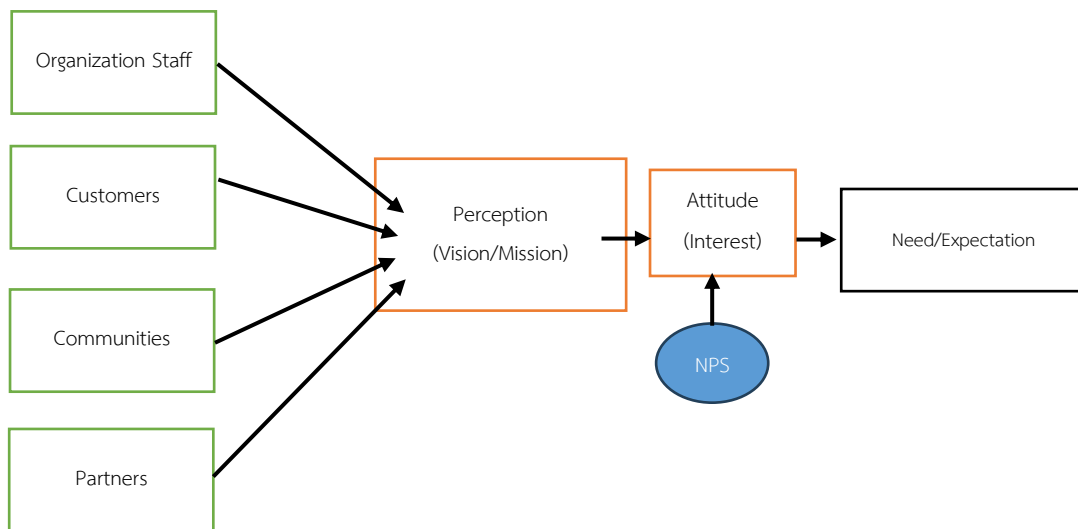 Organization Staff
Customers
Communities
Partners
Perception
(Vision/Mission)
Attitude
(Interest)
NPS
Need/Expectation